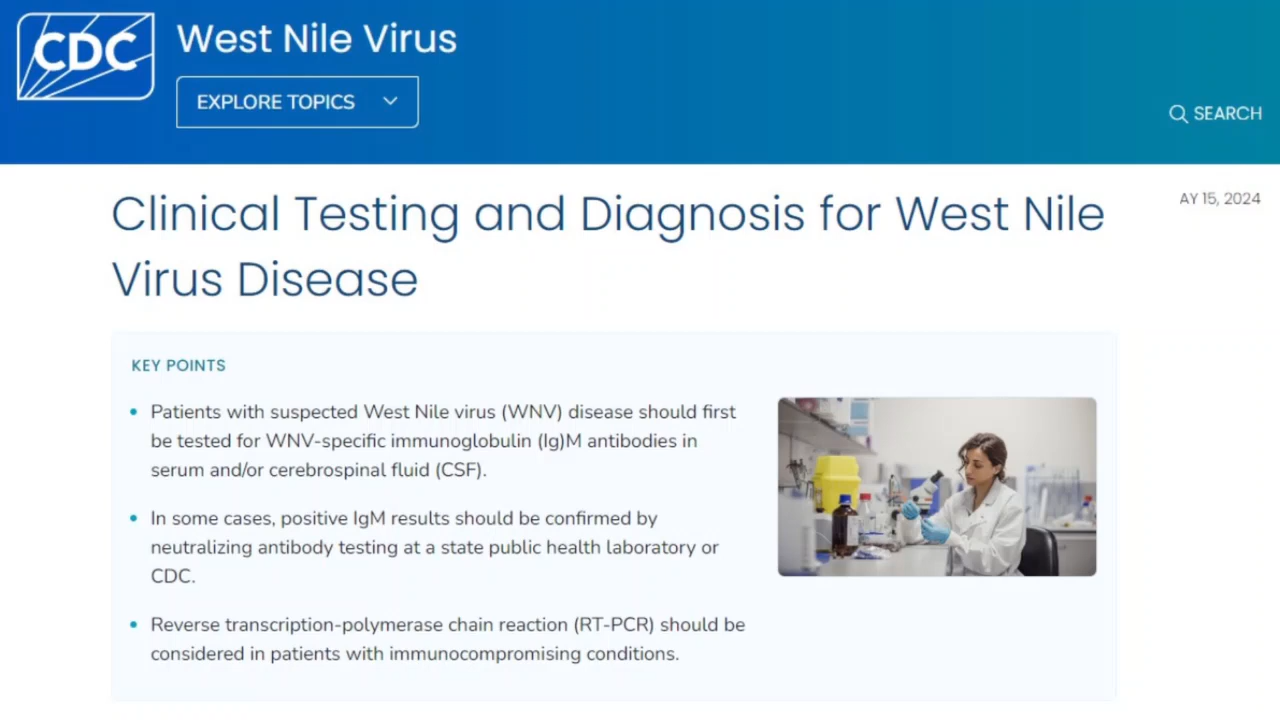 CDC
West Nile Virus
EXPLORE TOPICS
SEARCH
AY 15, 2024
Clinical Testing and Diagnosis for West Nile
Virus Disease
KEY POINTS
Patients with suspected West Nile virus (WNV) disease should first
be tested for WNV-specific immunoglobulin (Ig)M antibodies in
serum and/or cerebrospinal fluid (CSF).
In some cases, positive IgM results should be confirmed by
neutralizing antibody testing at a state public health laboratory or
CDC.
Reverse transcription-polymerase chain reaction (RT-PCR) should be
considered in patients with immunocompromising conditions.